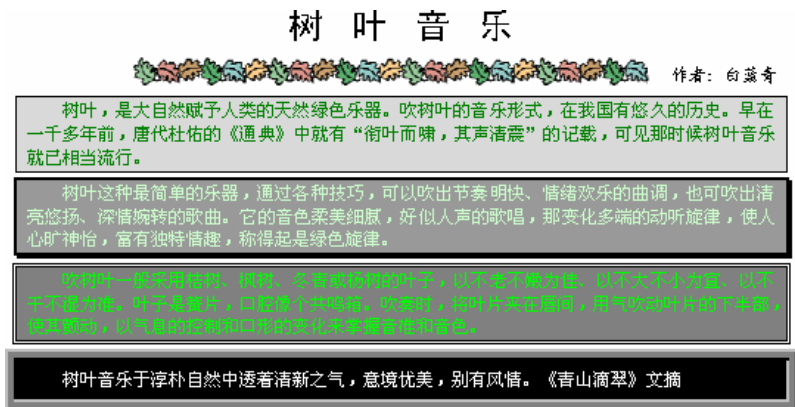 树叶音乐
作者：白蓝奇
树叶，是大自然赋予人类的天然绿色乐器。吹树叶的音乐形式，在我国有悠久的历史。早在
一千多年前，唐代杜佑的《通典》中就有“衔叶而啸，其声清震”的记载，可见那时候树叶音乐
就已相当流行。
树叶这种最简单的乐器，通过各种技巧，可以吹出节奏明快、情绪欢乐的曲调，也可吹出清
亮悠扬、深情婉转的歌曲。它的音色柔美细腻，好似人声的歌唱，那变化多端的动听旋律，使人
心旷神怡，富有独特情趣，称得起是绿色旋律。
吹树叶一般采用桔树、枫树、冬青或杨树的叶子，以不老不嫩为佳、以不大不小为宜、以不
干不湿为准。叶子是簧片，口腔像个共鸣箱。吹奏时，将叶片夹在唇间，用气吹动叶片的下半部，
使其颤动，以气息的控制和口形的变化来掌握音准和音色。
树叶音乐于淳朴自然中透着清新之气，意境优美，别有风情。《青山滴翠》文摘